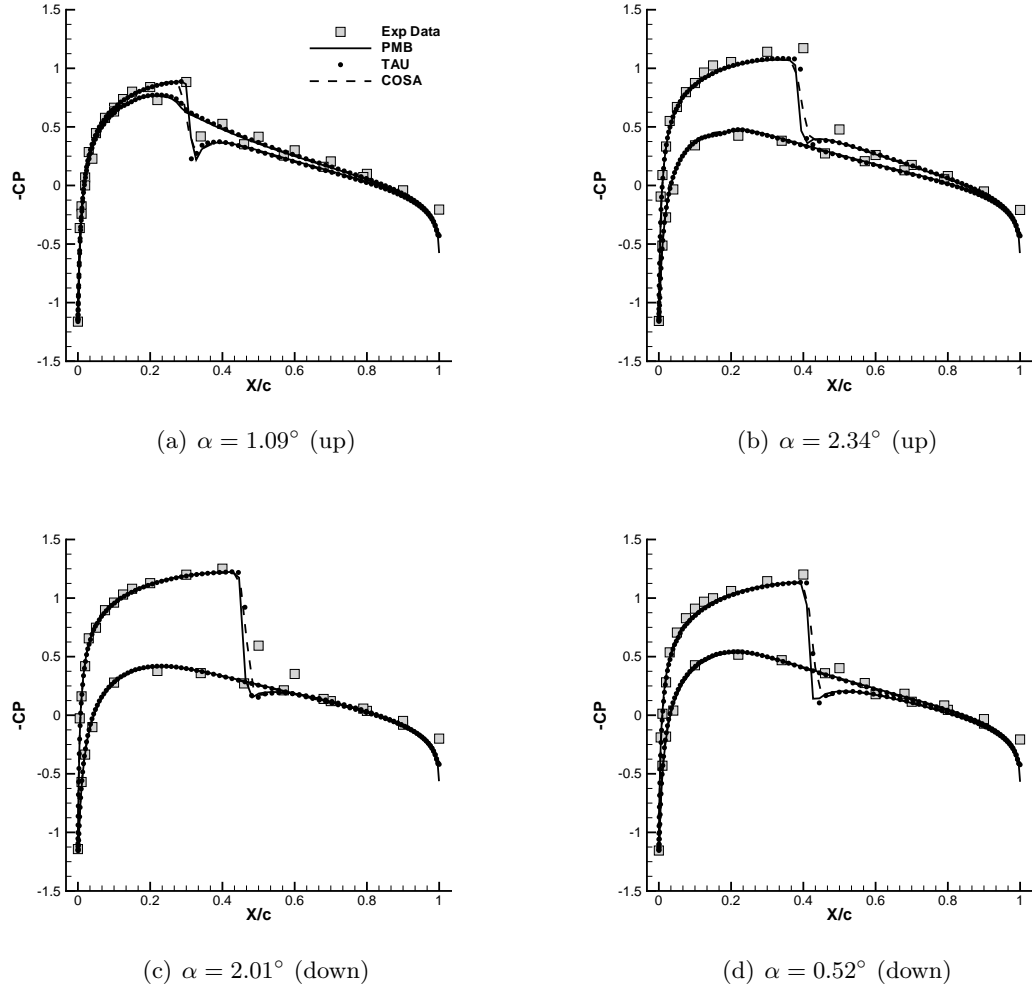 1.5
Exp Data
PMB
TAU
COSA
1
0.5
-CP
0
-0.5
-1
-1.5
0 0.2 0.4 0.6 0.8 1
X/c
(a) α = 1.09° (up)
1.5
1
0.5
-CP
0
-0.5
-1
-1.5
0 0.2 0.4 0.6 0.8 1
X/c
(b) α = 2.34° (up)
1.5
1
0.5
-CP
0
-0.5
-1
-1.5
0 0.2 0.4 0.6 0.8 1
X/c
(c) α = 2.01° (down)
1.5
1
0.5
-CP
0
-0.5
-1
-1.5
0 0.2 0.4 0.6 0.8 1
X/c
(d) α = 0.52° (down)